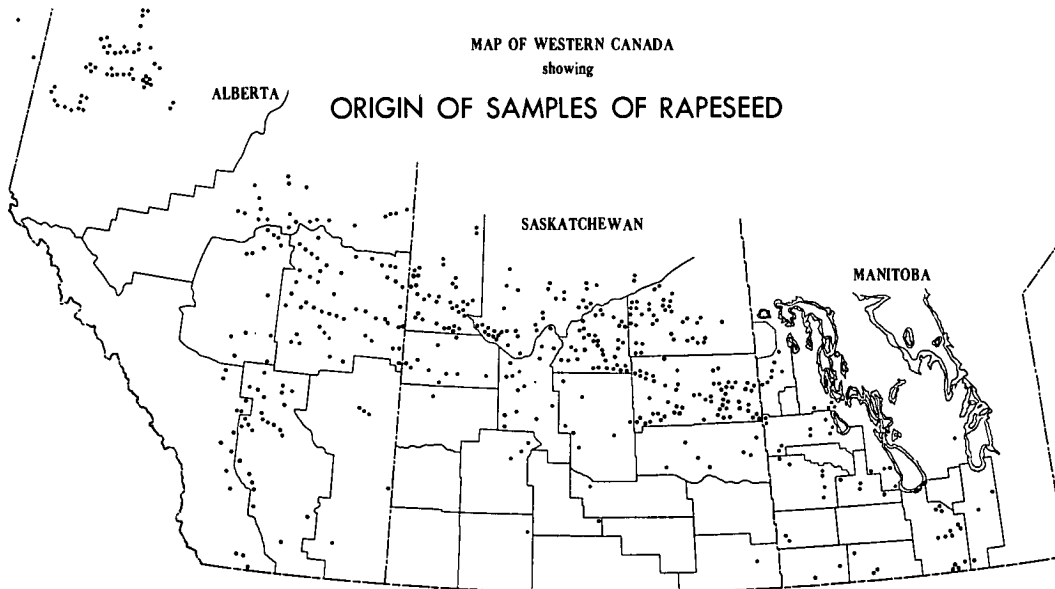 MAP OF WESTERN CANADA
showing
ORIGIN OF SAMPLES OF RAPESEED
ALBERTA
SASKATCHEWAN
MANITOBA